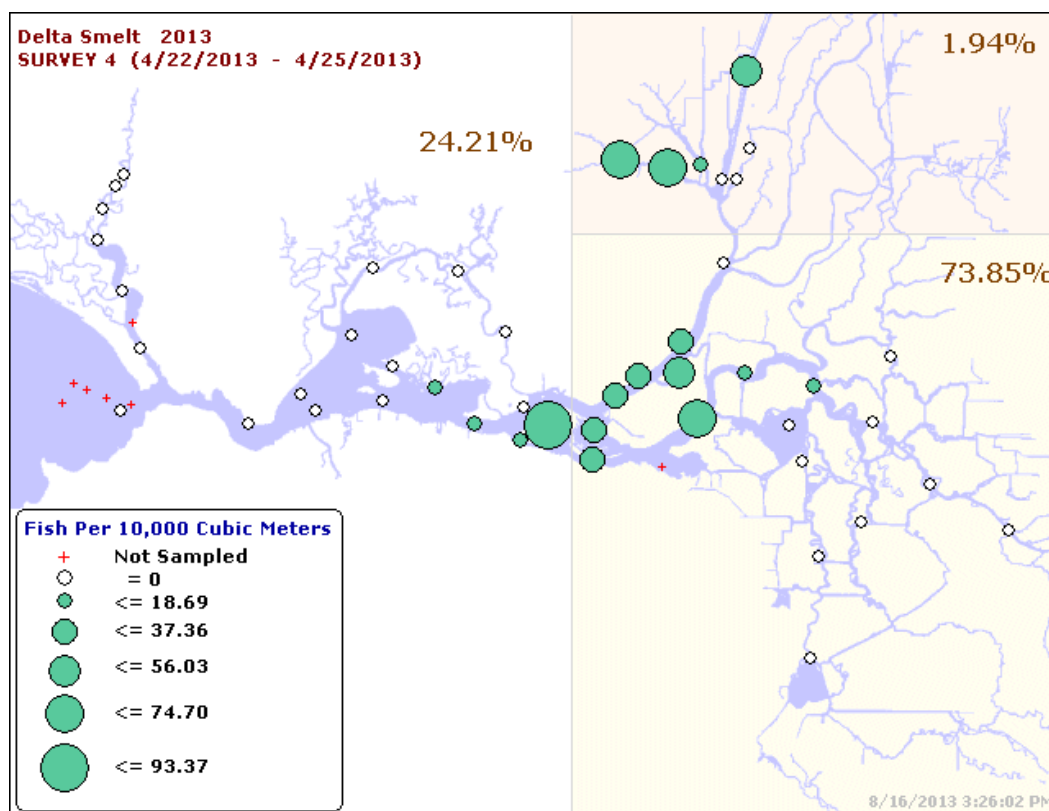 Delta Smelt 2013
SURVEY 4 (4/22/2013 - 4/25/2013)
1.94%
24.21%
73.85%
Fish Per 10,000 Cubic Meters
Not Sampled
= 0
<= 18.69
<= 37.36
<= 56.03
<= 74.70
<= 93.37
8/16/2013 3:26:02 PM